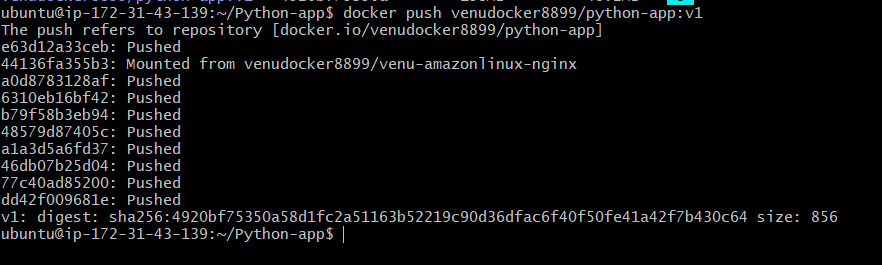 ubuntu@ip-172-31-43-139:~/Python-app$ docker push venudocker8899/python-app:v1
The push refers to repository [docker.io/venudocker8899/python-app]
e63d12a33ceb: Pushed
44136fa355b3: Mounted from venudocker8899/venu-amazonlinux-nginx
a0d8783128af: Pushed
6310eb16bf42: Pushed
b79f58b3eb94: Pushed
48579d87405c: Pushed
a1a3d5a6fd37: Pushed
46db07b25d04: Pushed
77c40ad85200: Pushed
dd42f009681e: Pushed
v1: digest: sha256:4920bf75350a58d1fc2a51163b52219c90d36dfac6f40f50fe41a42f7b430c64 size: 856
ubuntu@ip-172-31-43-139:~/Python-app$